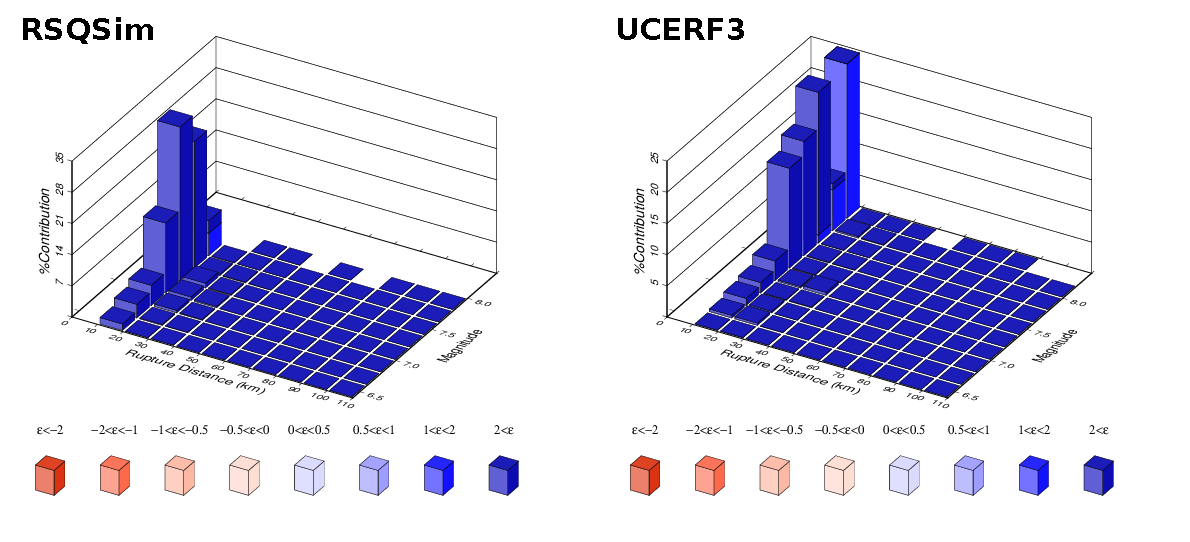 RSQSim
%Contribution
35
28
21
14
7
0
10
20
30
40
50
60
70
80
90
100
110
Rupture Distance (km)
6.5
7.0
7.5
8.0
Magnitude
ε<−2
−2<ε<−1
−1<ε<−0.5
−0.5<ε<0
0<ε<0.5
0.5<ε<1
1<ε<2
2<ε
UCERF3
%Contribution
25
20
15
10
5
0
10
20
30
40
50
60
70
80
90
100
110
Rupture Distance (km)
6.5
7.0
7.5
8.0
Magnitude
ε<−2
−2<ε<−1
−1<ε<−0.5
−0.5<ε<0
0<ε<0.5
0.5<ε<1
1<ε<2
2<ε